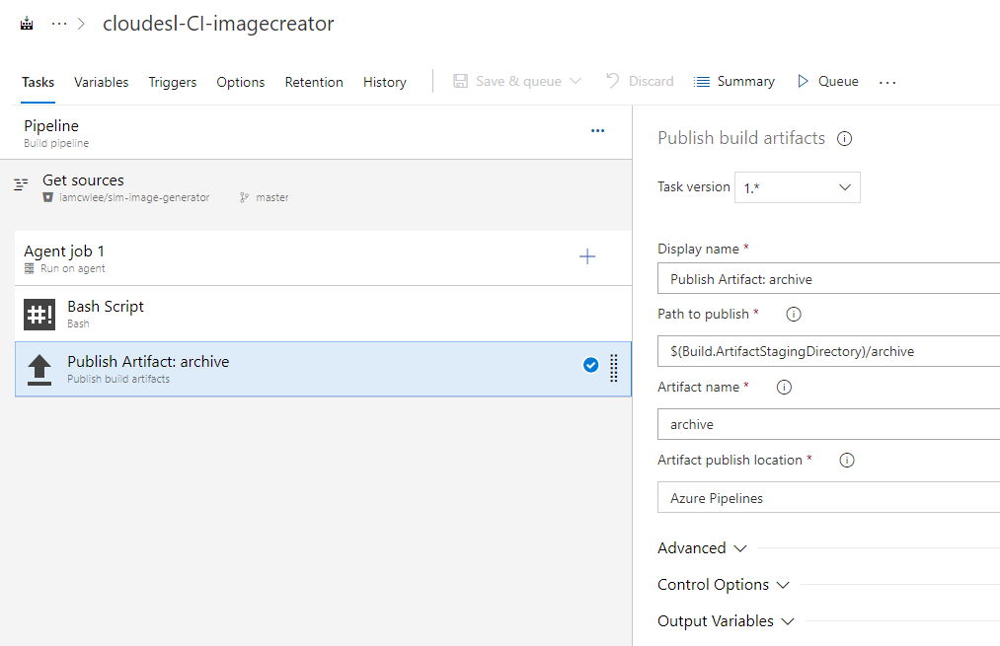 ··· > cloudesl-CI-imagecreator
Tasks Variables Triggers Options Retention History Save & queue Discard Summary Queue ...
Pipeline
Build pipeline
...
Get sources
iamcwlee/slm-image-generator master
Agent job 1
Run on agent
#! Bash Script
Bash
Publish Artifact: archive
Publish build artifacts
Publish build artifacts
Task version 1.*
Display name *
Publish Artifact: archive
Path to publish *
$(Build.ArtifactStagingDirectory)/archive
Artifact name *
archive
Artifact publish location *
Azure Pipelines
Advanced
Control Options
Output Variables